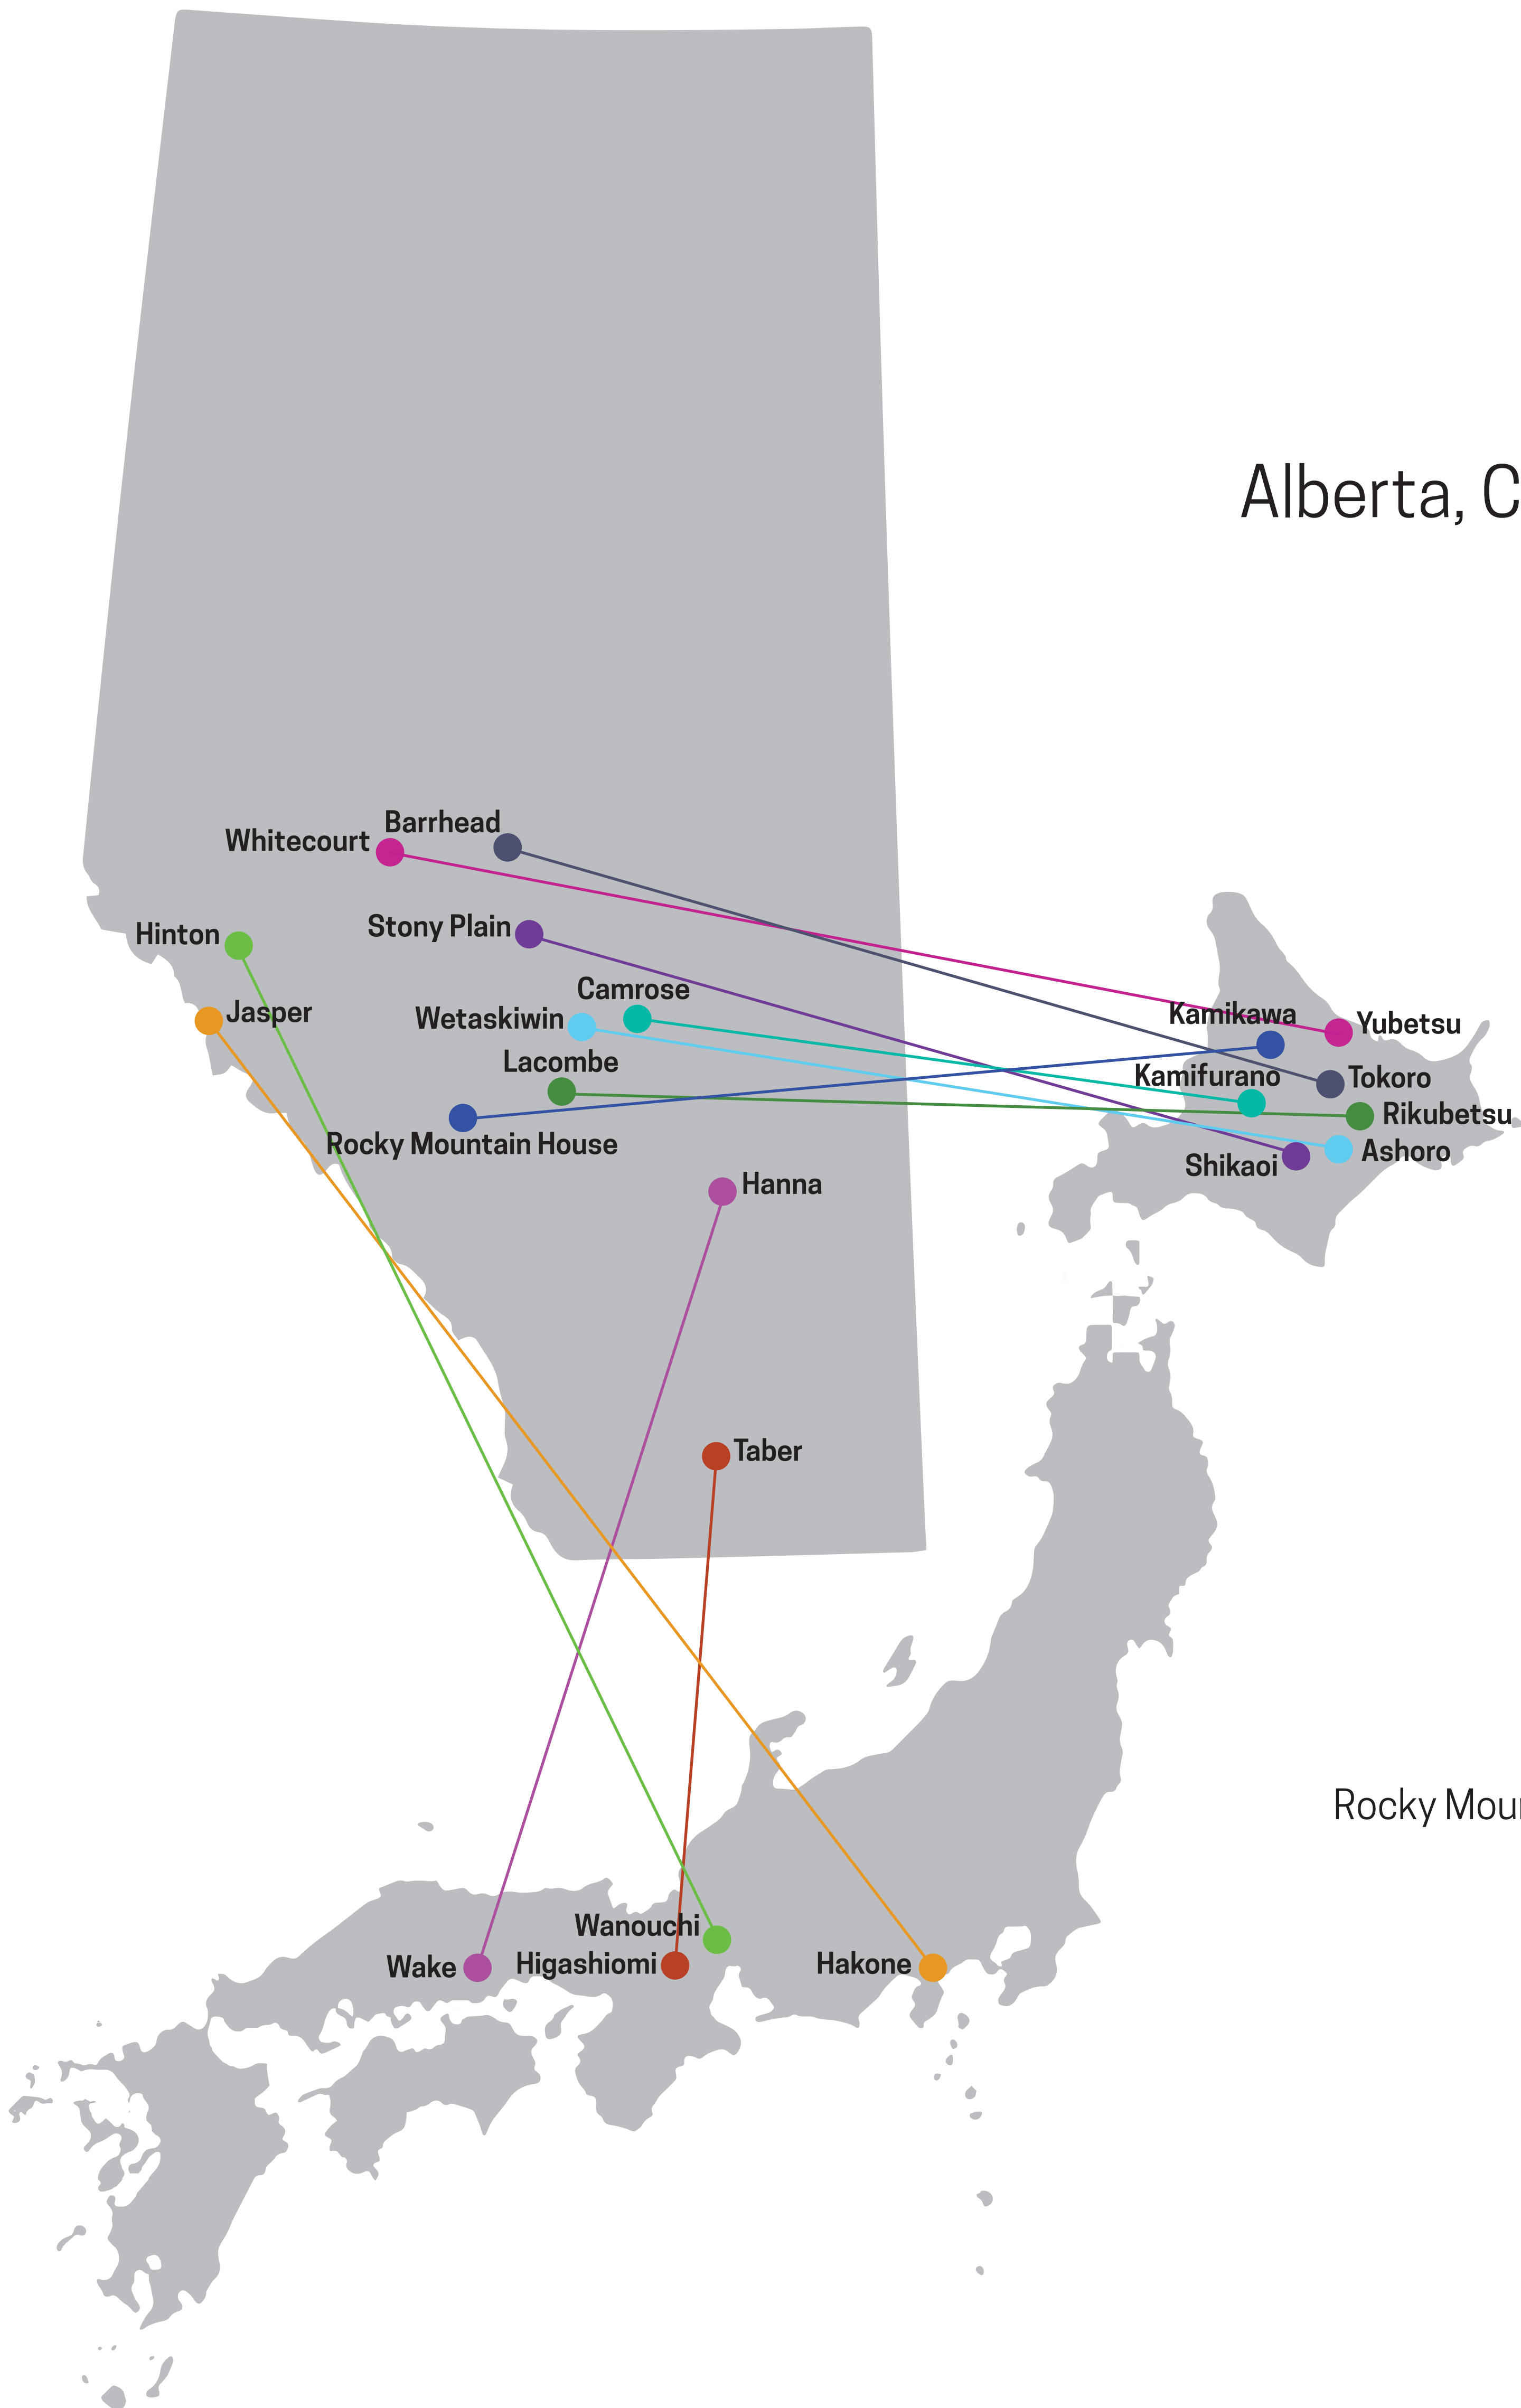 Alberta, C
Barrhead
Whitecourt
Stony Plain
Hinton
Camrose
Jasper
Wetaskiwin
Kamikawa
Yubetsu
Lacombe
Kamifurano
Tokoro
Rikubetsu
Rocky Mountain House
Ashoro
Shikaoi
Hanna
Taber
Rocky Moun
Wanouchi
Wake
Higashiomi
Hakone